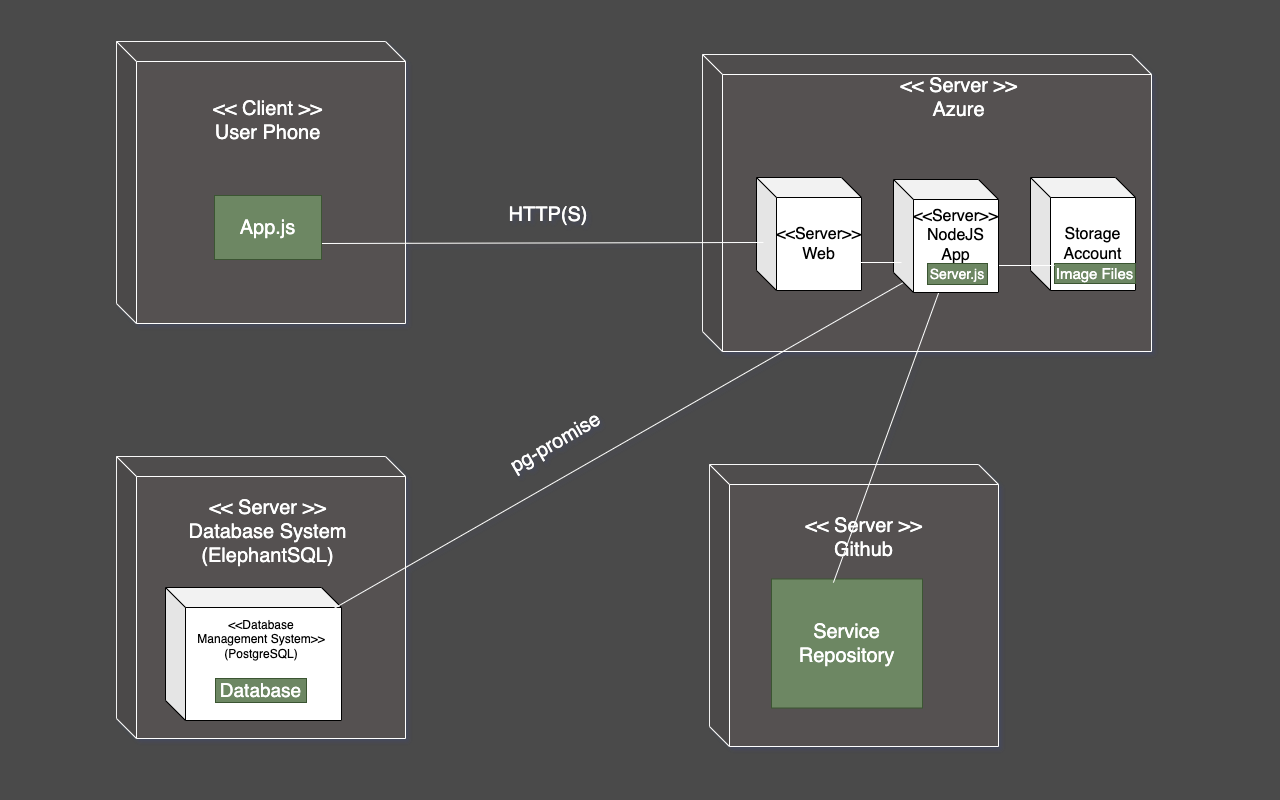 << Client >>
User Phone
App.js
HTTP(S)
<< Server >>
Azure
<<Server>>
Web
<<Server>>
NodeJS
App
Server.js
Storage
Account
Image Files
pg-promise
<< Server >>
Database System
(ElephantSQL)
<<Database
Management System>>
(PostgreSQL)
Database
<< Server >>
Github
Service
Repository